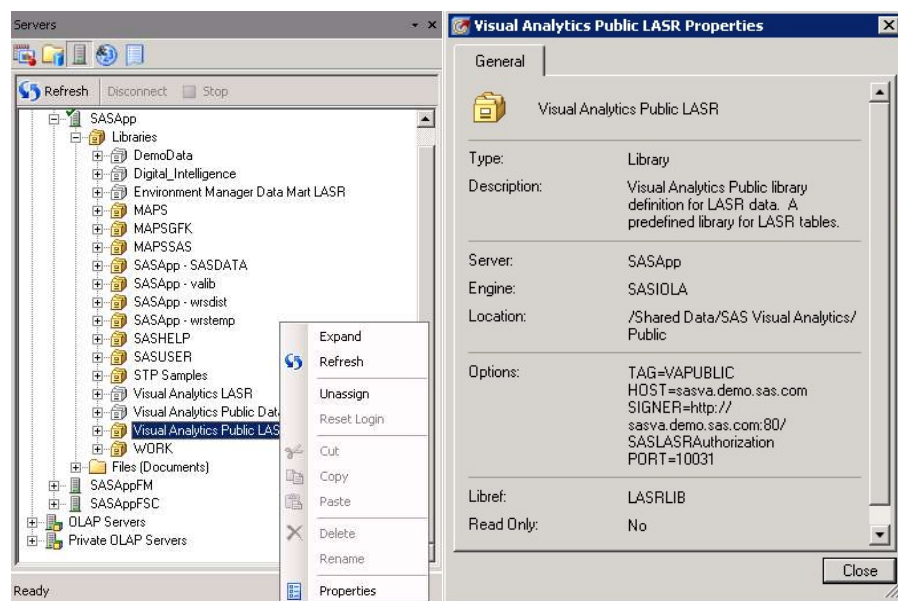 Servers
Refresh Disconnect Stop
SASApp
Libraries
DemoData
Digital_Intelligence
Environment Manager Data Mart LASR
MAPS
MAPSGFK
MAPSSAS
SASApp - SASDATA
SASApp - valib
SASApp - wrsdist
SASApp - wrstemp
SASHELP
SASUSER
STP Samples
Visual Analytics LASR
Visual Analytics Public Dat
Visual Analytics Public LAS
WORK
Files (Documents)
SASAppFM
SASAppFSC
OLAP Servers
Private OLAP Servers
Ready
Expand
Refresh
Unassign
Reset Login
Cut
Copy
Paste
Delete
Rename
Properties
Visual Analytics Public LASR Properties
General
Visual Analytics Public LASR
Type: Library
Description: Visual Analytics Public library
definition for LASR data. A
predefined library for LASR tables.
Server: SASApp
Engine: SASIOLA
Location: /Shared Data/SAS Visual Analytics/
Public
Options: TAG=VAPUBLIC
HOST=sasva.demo.sas.com
SIGNER=http://
sasva.demo.sas.com:80/
SASLASRAuthorization
PORT=10031
Libref: LASRLIB
Read Only: No
Close